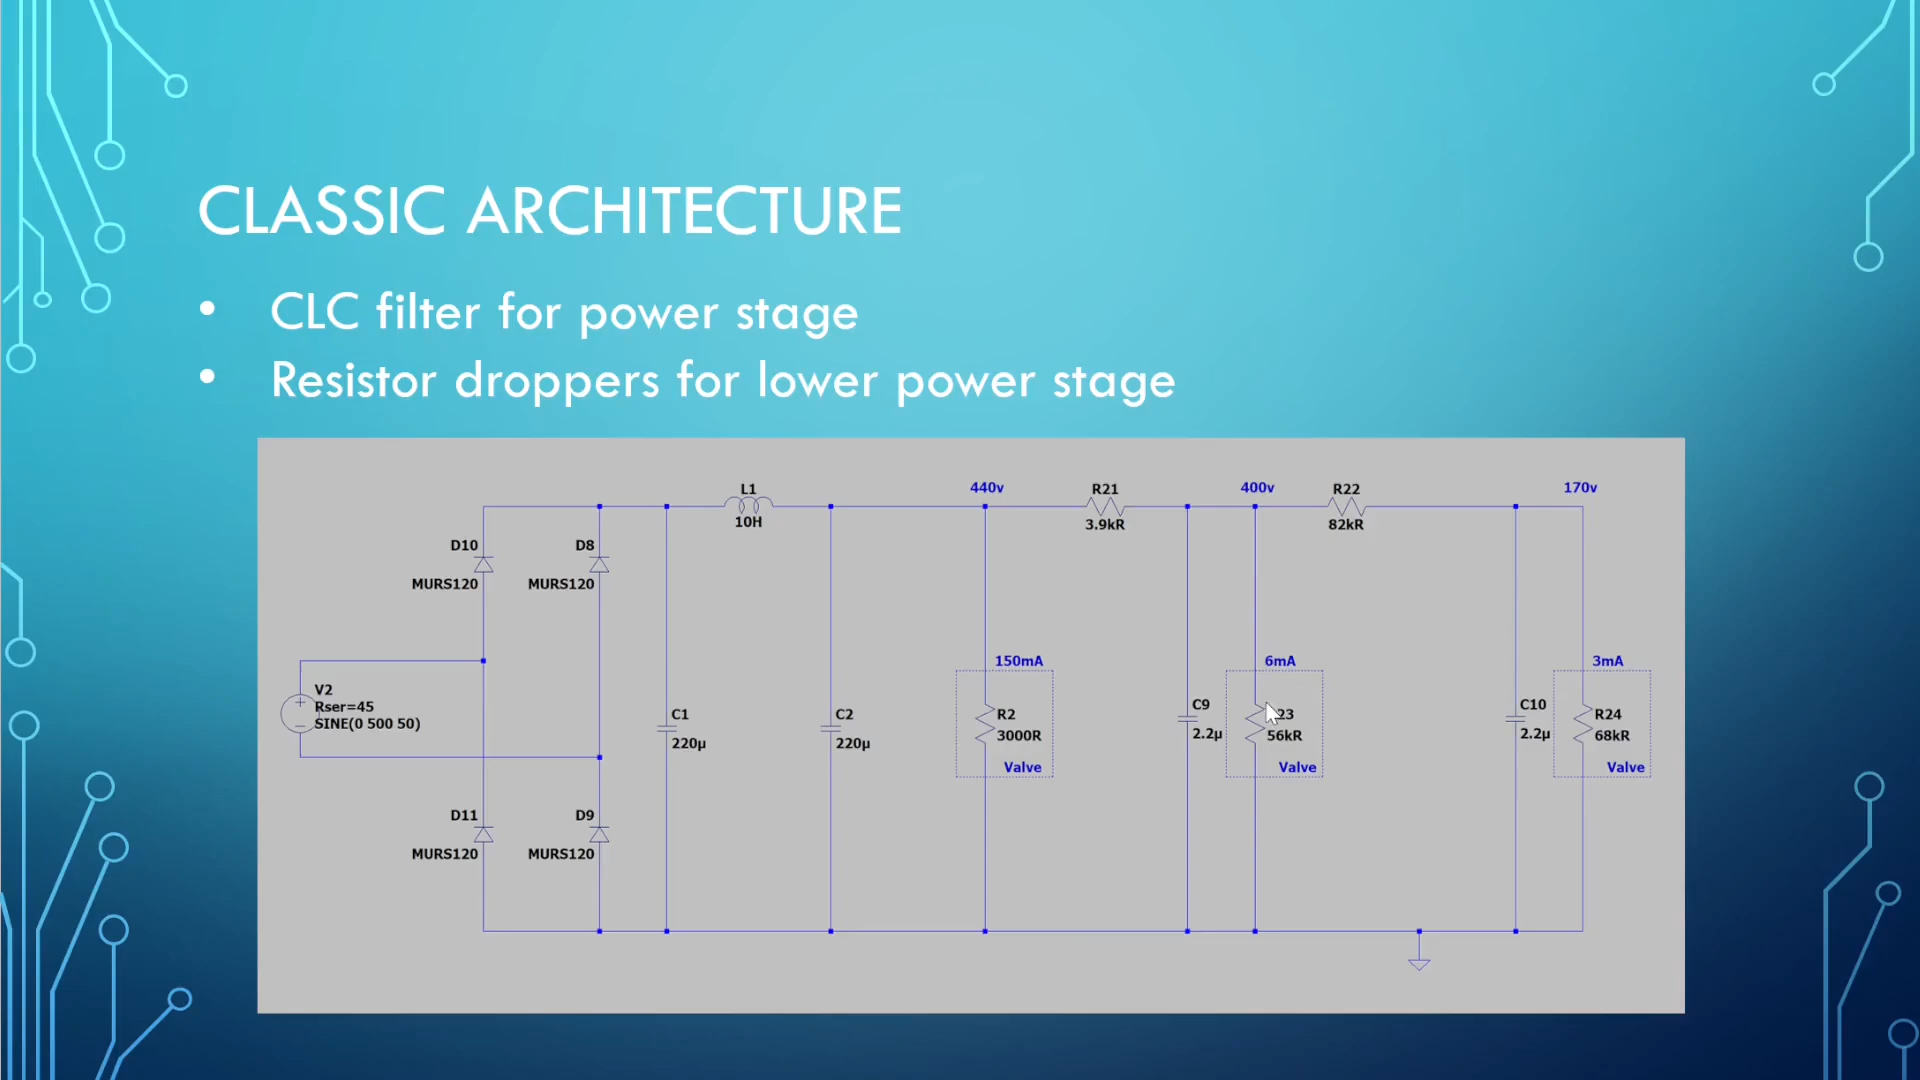 CLASSIC ARCHITECTURE
• CLC filter for power stage
• Resistor droppers for lower power stage
L1
10H
440v
R21
3.9kR
400v
R22
82kR
170v
D10
MURS120
D8
MURS120
V2
Rser=45
SINE(0 500 50)
C1
220µ
C2
220µ
150mA
R2
3000R
Valve
C9
2.2µ
6mA
23
56kR
Valve
C10
2.2µ
3mA
R24
68kR
Valve
D11
MURS120
D9
MURS120